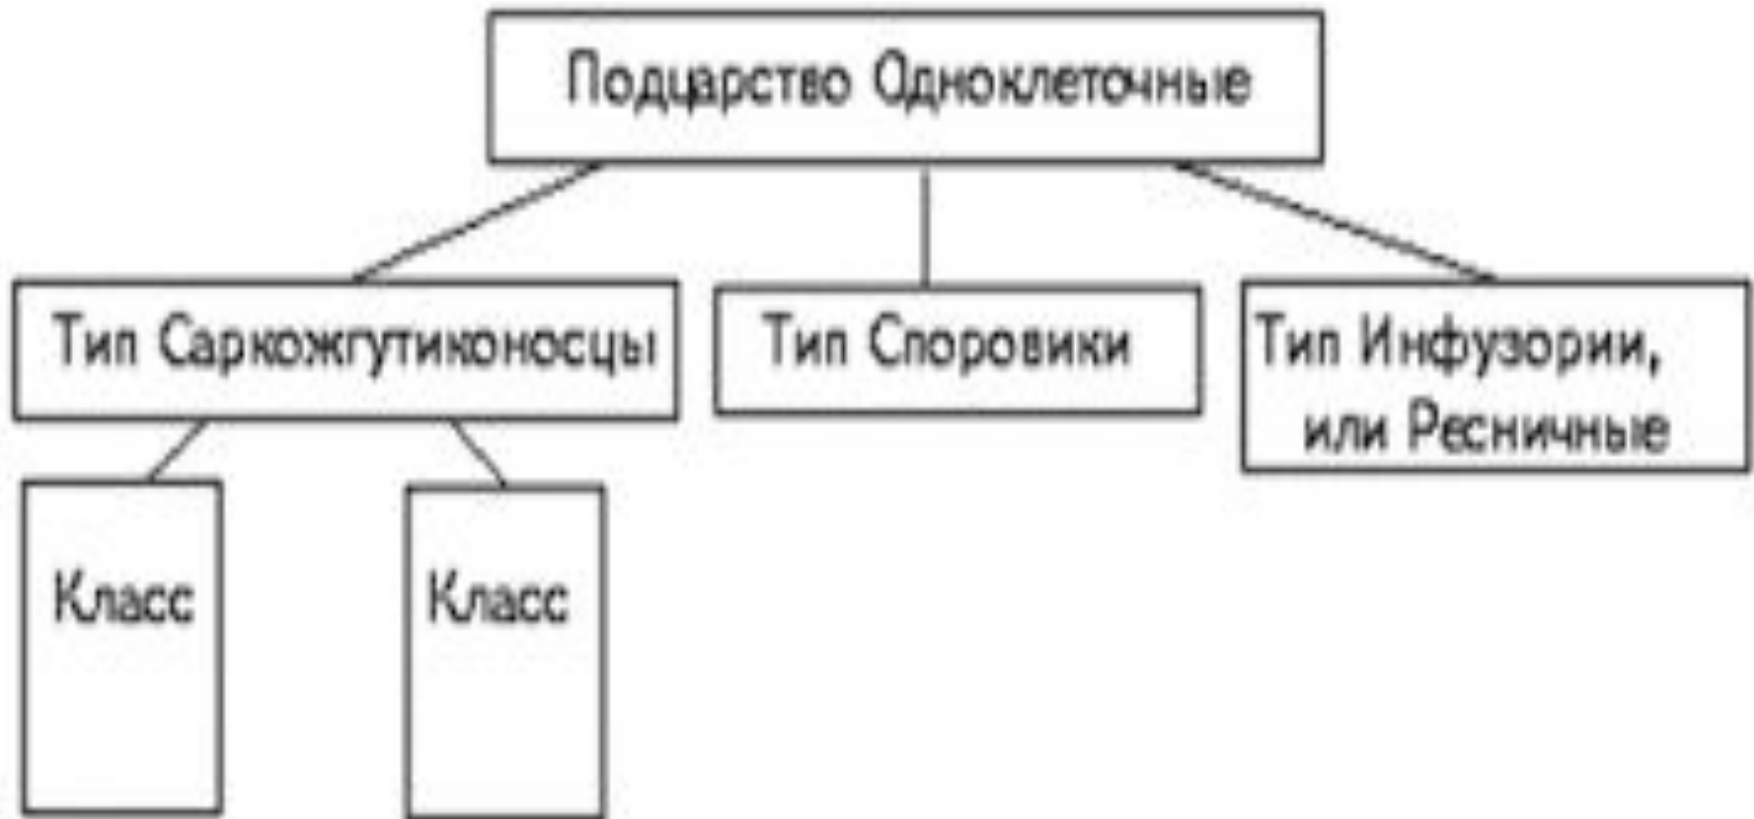 Подцарство Одноклеточные
Тип Саркожгутиконосцы
Тип Споровики
Тип Инфузории,
или Ресничные
Класс
Класс